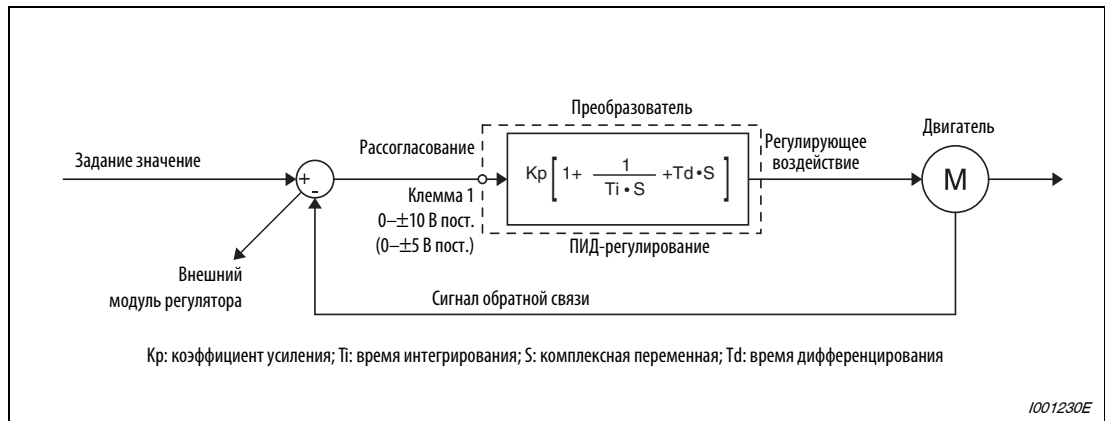 Преобразователь
Двигатель
Задание значение
Рассогласование
Регулирующее
воздействие
+
-
Kp[1+ 1/Ti • S +Td•S]
M
Клемма 1
0–±10 В пост.
(0–±5 В пост.)
ПИД-регулирование
Внешний
модуль регулятора
Сигнал обратной связи
Kp: коэффициент усиления; Ti: время интегрирования; S: комплексная переменная; Td: время дифференцирования
I001230E